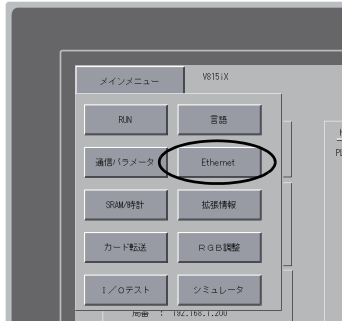 メインメニュー V815iX
RUN 言語
通信パラメータ Ethernet
SRAM/時計 拡張情報
カード転送 RGB調整
I/Oテスト シミュレータ
局番 : 192.168.1.200